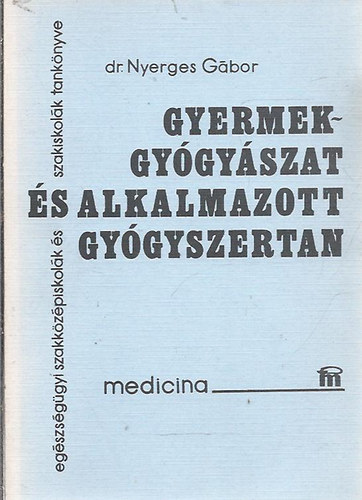 dr. Nyerges Gábor
GYERMEK-
GYÓGYÁSZAT
ÉS ALKALMAZOTT
GYÓGYSZERTAN
egészségügyi szakközépiskolák és szakiskolák tankönyve
medicina